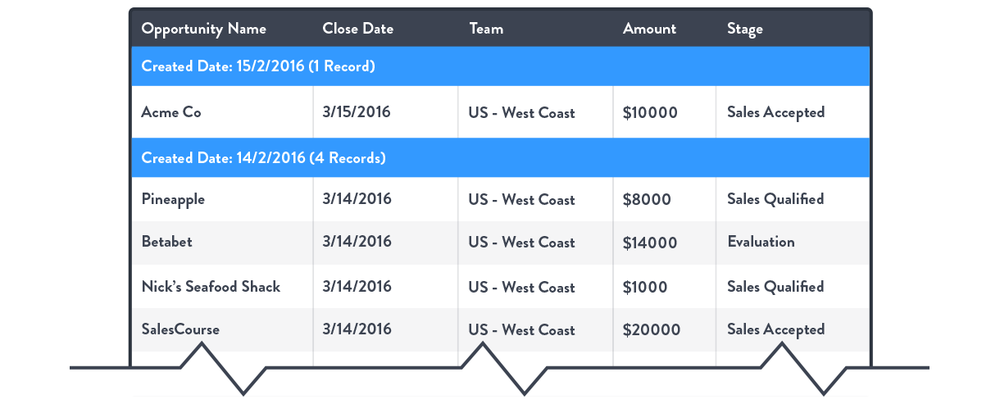 Opportunity Name Close Date Team Amount Stage
Created Date: 15/2/2016 (1 Record)
Acme Co 3/15/2016 US - West Coast $10000 Sales Accepted
Created Date: 14/2/2016 (4 Records)
Pineapple 3/14/2016 US - West Coast $8000 Sales Qualified
Betabet 3/14/2016 US - West Coast $14000 Evaluation
Nick’s Seafood Shack 3/14/2016 US - West Coast $1000 Sales Qualified
SalesCourse 3/14/2016 US - West Coast $20000 Sales Accepted